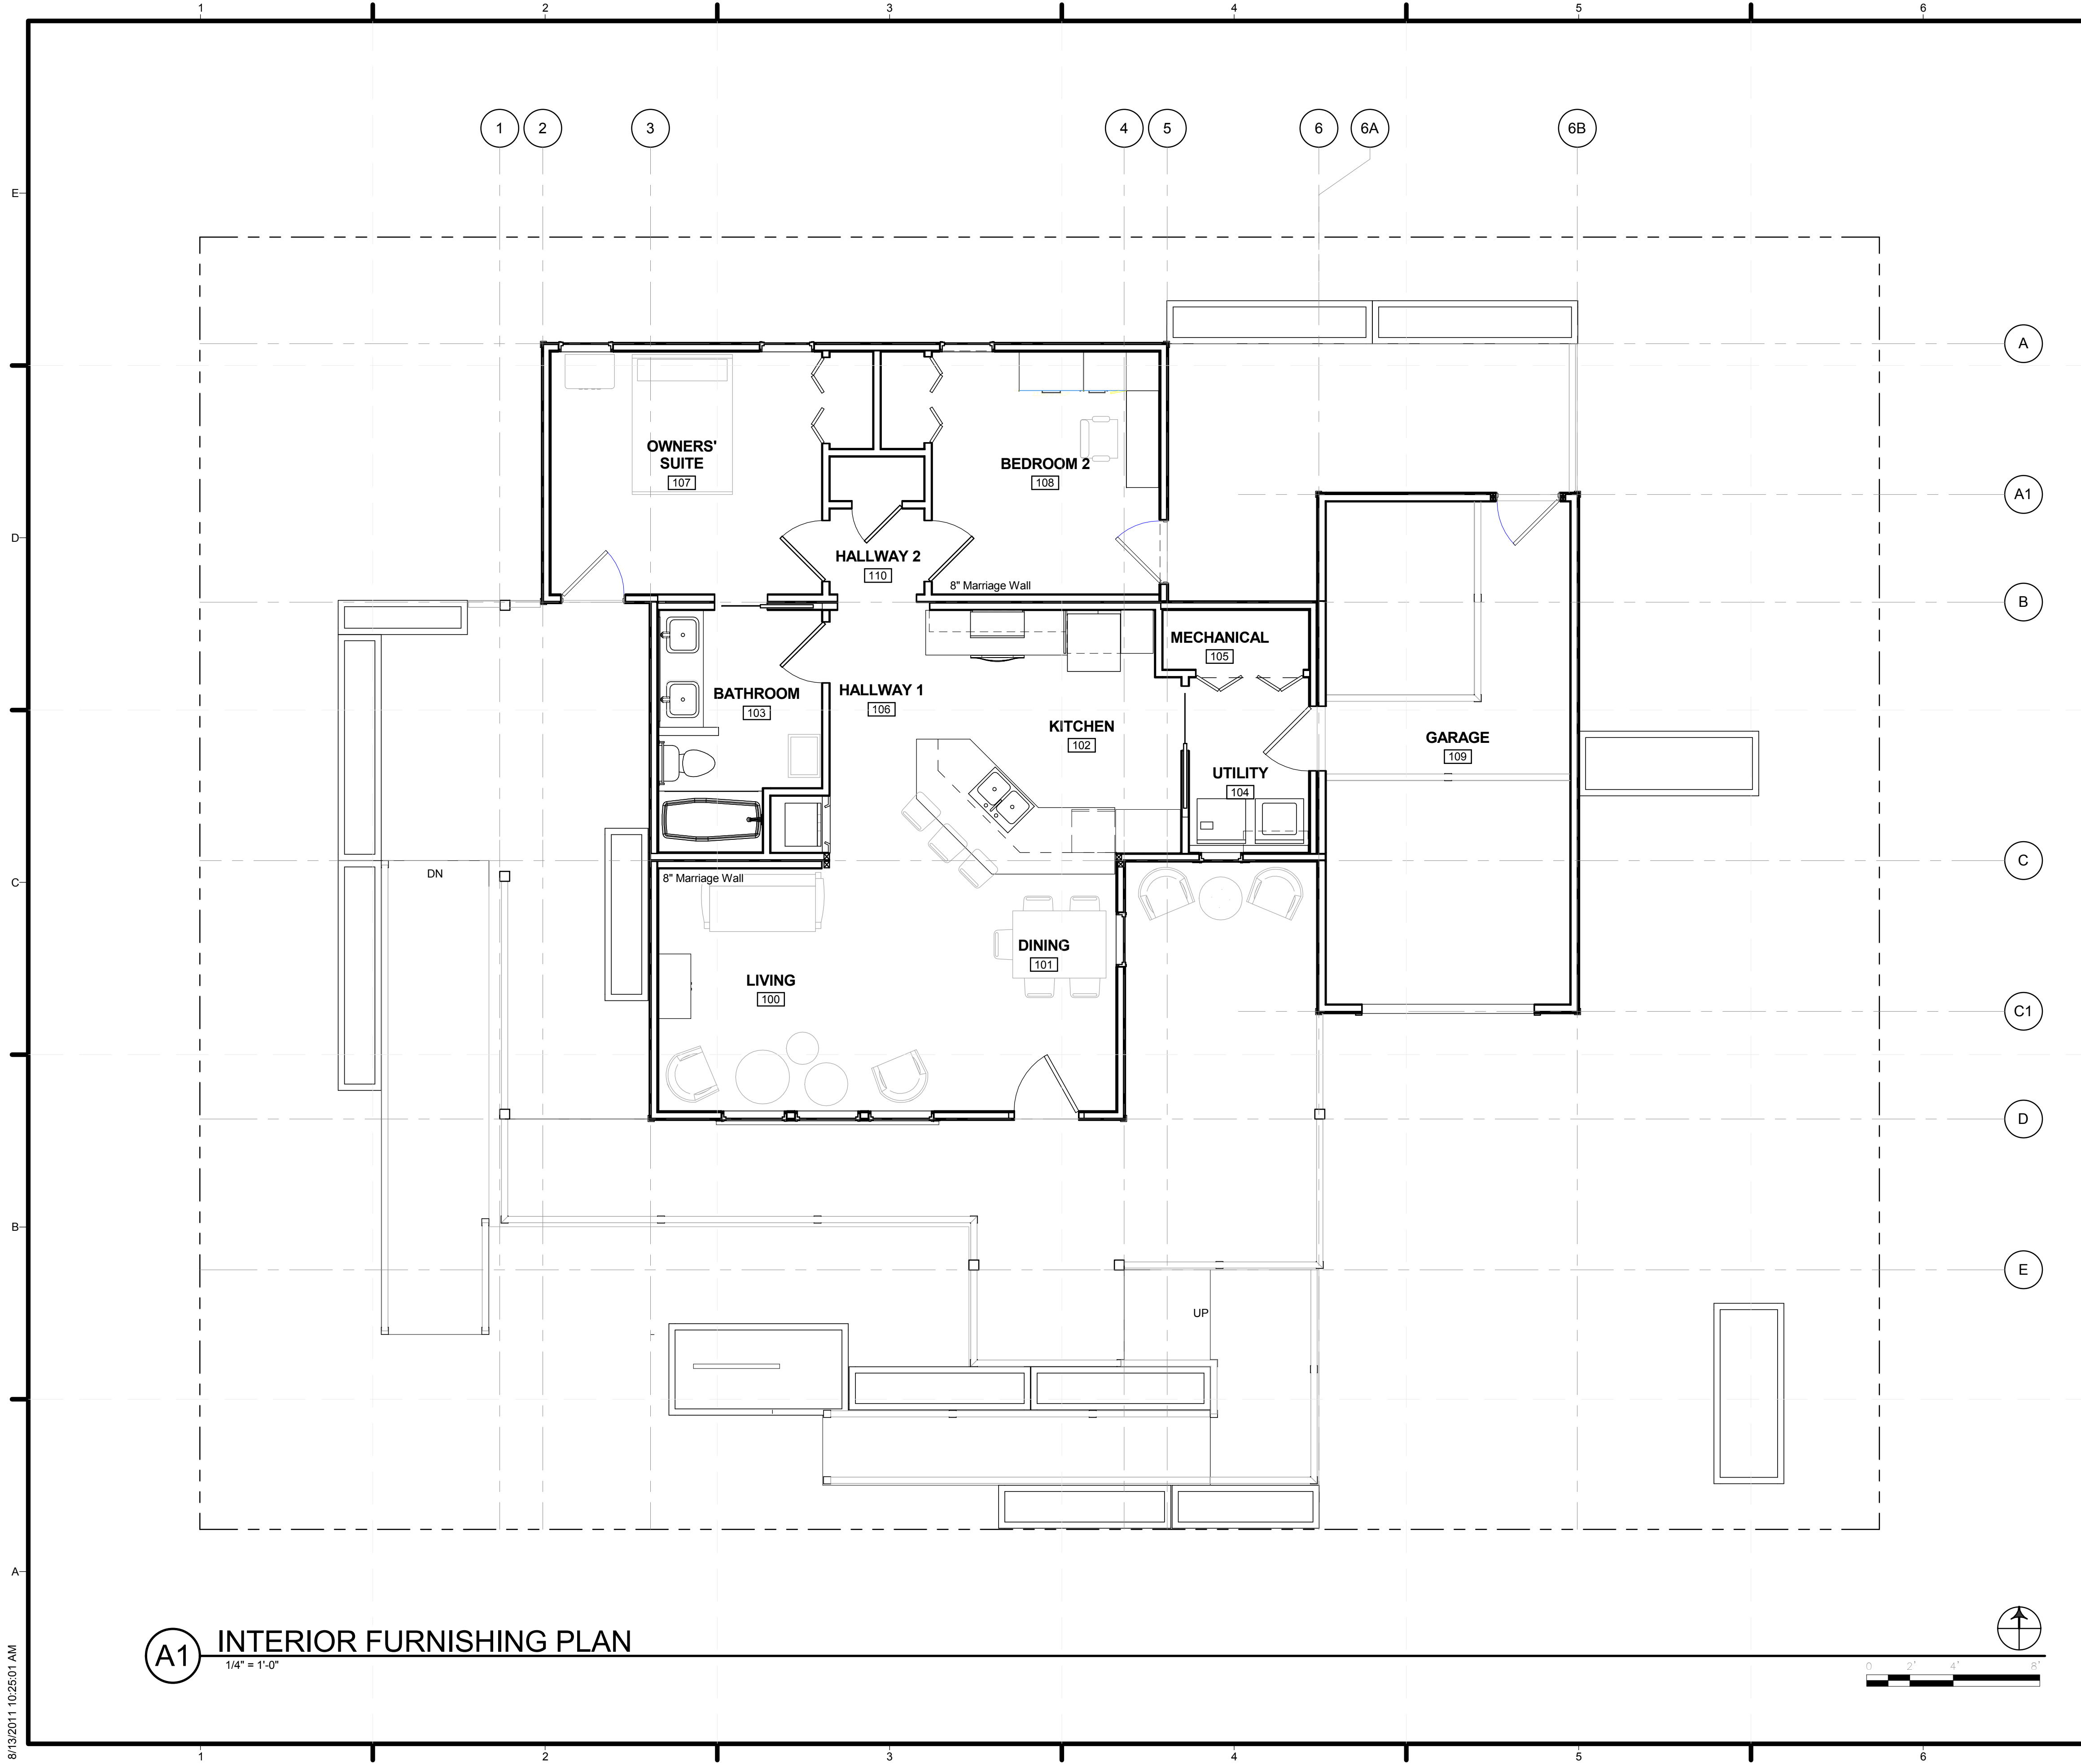 1 2 3 4 5 6
1 2 3 4 5 6 6A 6B
E
A
OWNERS'
SUITE
107
BEDROOM 2
108
A1
D
HALLWAY 2
110
8" Marriage Wall
B
MECHANICAL
105
BATHROOM
103
HALLWAY 1
106
KITCHEN
102
GARAGE
109
UTILITY
104
C
DN
C
8" Marriage Wall
DINING
101
LIVING
100
C1
D
B
E
UP
A
A1
INTERIOR FURNISHING PLAN
1/4" = 1'-0"
0 2' 4' 8'
8/13/2011 10:25:01 AM
1 2 3 4 5 6